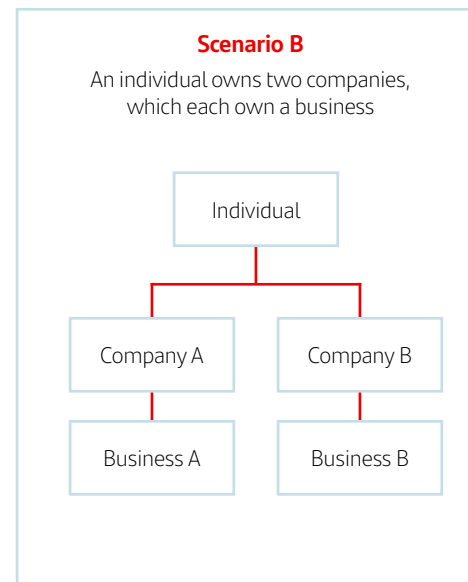 Scenario B
An individual owns two companies,
which each own a business
Individual
Company A
Company B
Business A
Business B